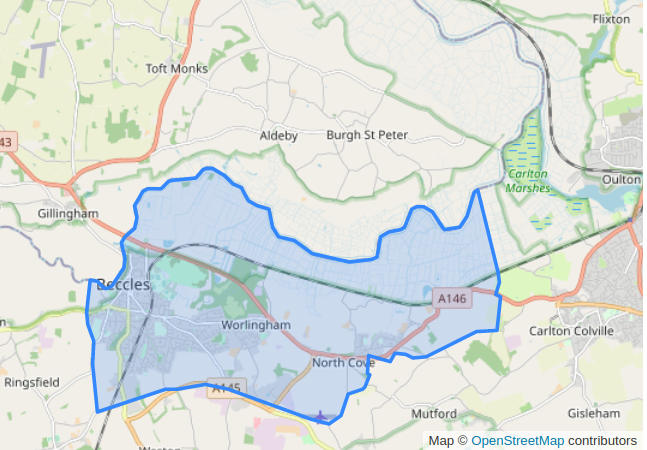 Flixton
Toft Monks
Aldeby
Burgh St Peter
43
Carlton
Marshes
Oulton
Gillingham
Beccles
A146
Worlingham
Carlton Colville
North Cove
Ringsfield
A145
Mutford
Gisleham
Map © OpenStreetMap contributors